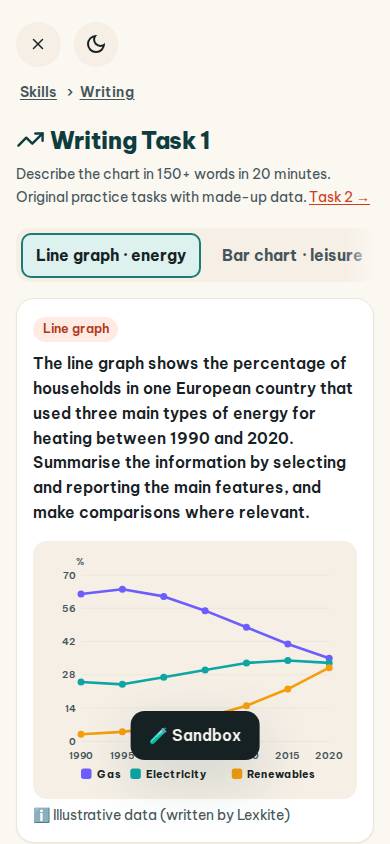 Skills > Writing
Writing Task 1
Describe the chart in 150+ words in 20 minutes.
Original practice tasks with made-up data. Task 2 →
Line graph · energy
Bar chart · leisure
Line graph
The line graph shows the percentage of
households in one European country that
used three main types of energy for
heating between 1990 and 2020.
Summarise the information by selecting
and reporting the main features, and
make comparisons where relevant.
%
70
56
42
28
14
0
1990 1995 2015 2020
Sandbox
Gas Electricity Renewables
Illustrative data (written by Lexkite)